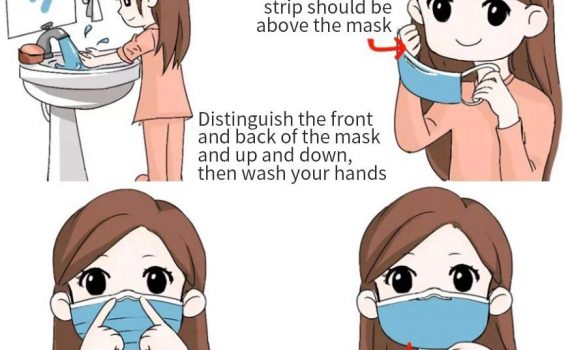 strip should be
above the mask
Distinguish the front
and back of the mask
and up and down,
then wash your hands